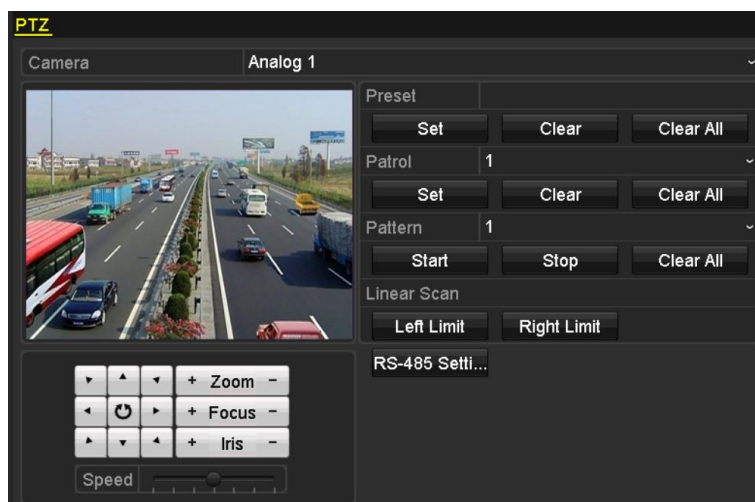 PTZ
Camera Analog 1
Preset
Set Clear Clear All
Patrol 1
Set Clear Clear All
Pattern 1
Start Stop Clear All
Linear Scan
Left Limit Right Limit
RS-485 Setti...
+ Zoom -
+ Focus -
+ Iris -
Speed